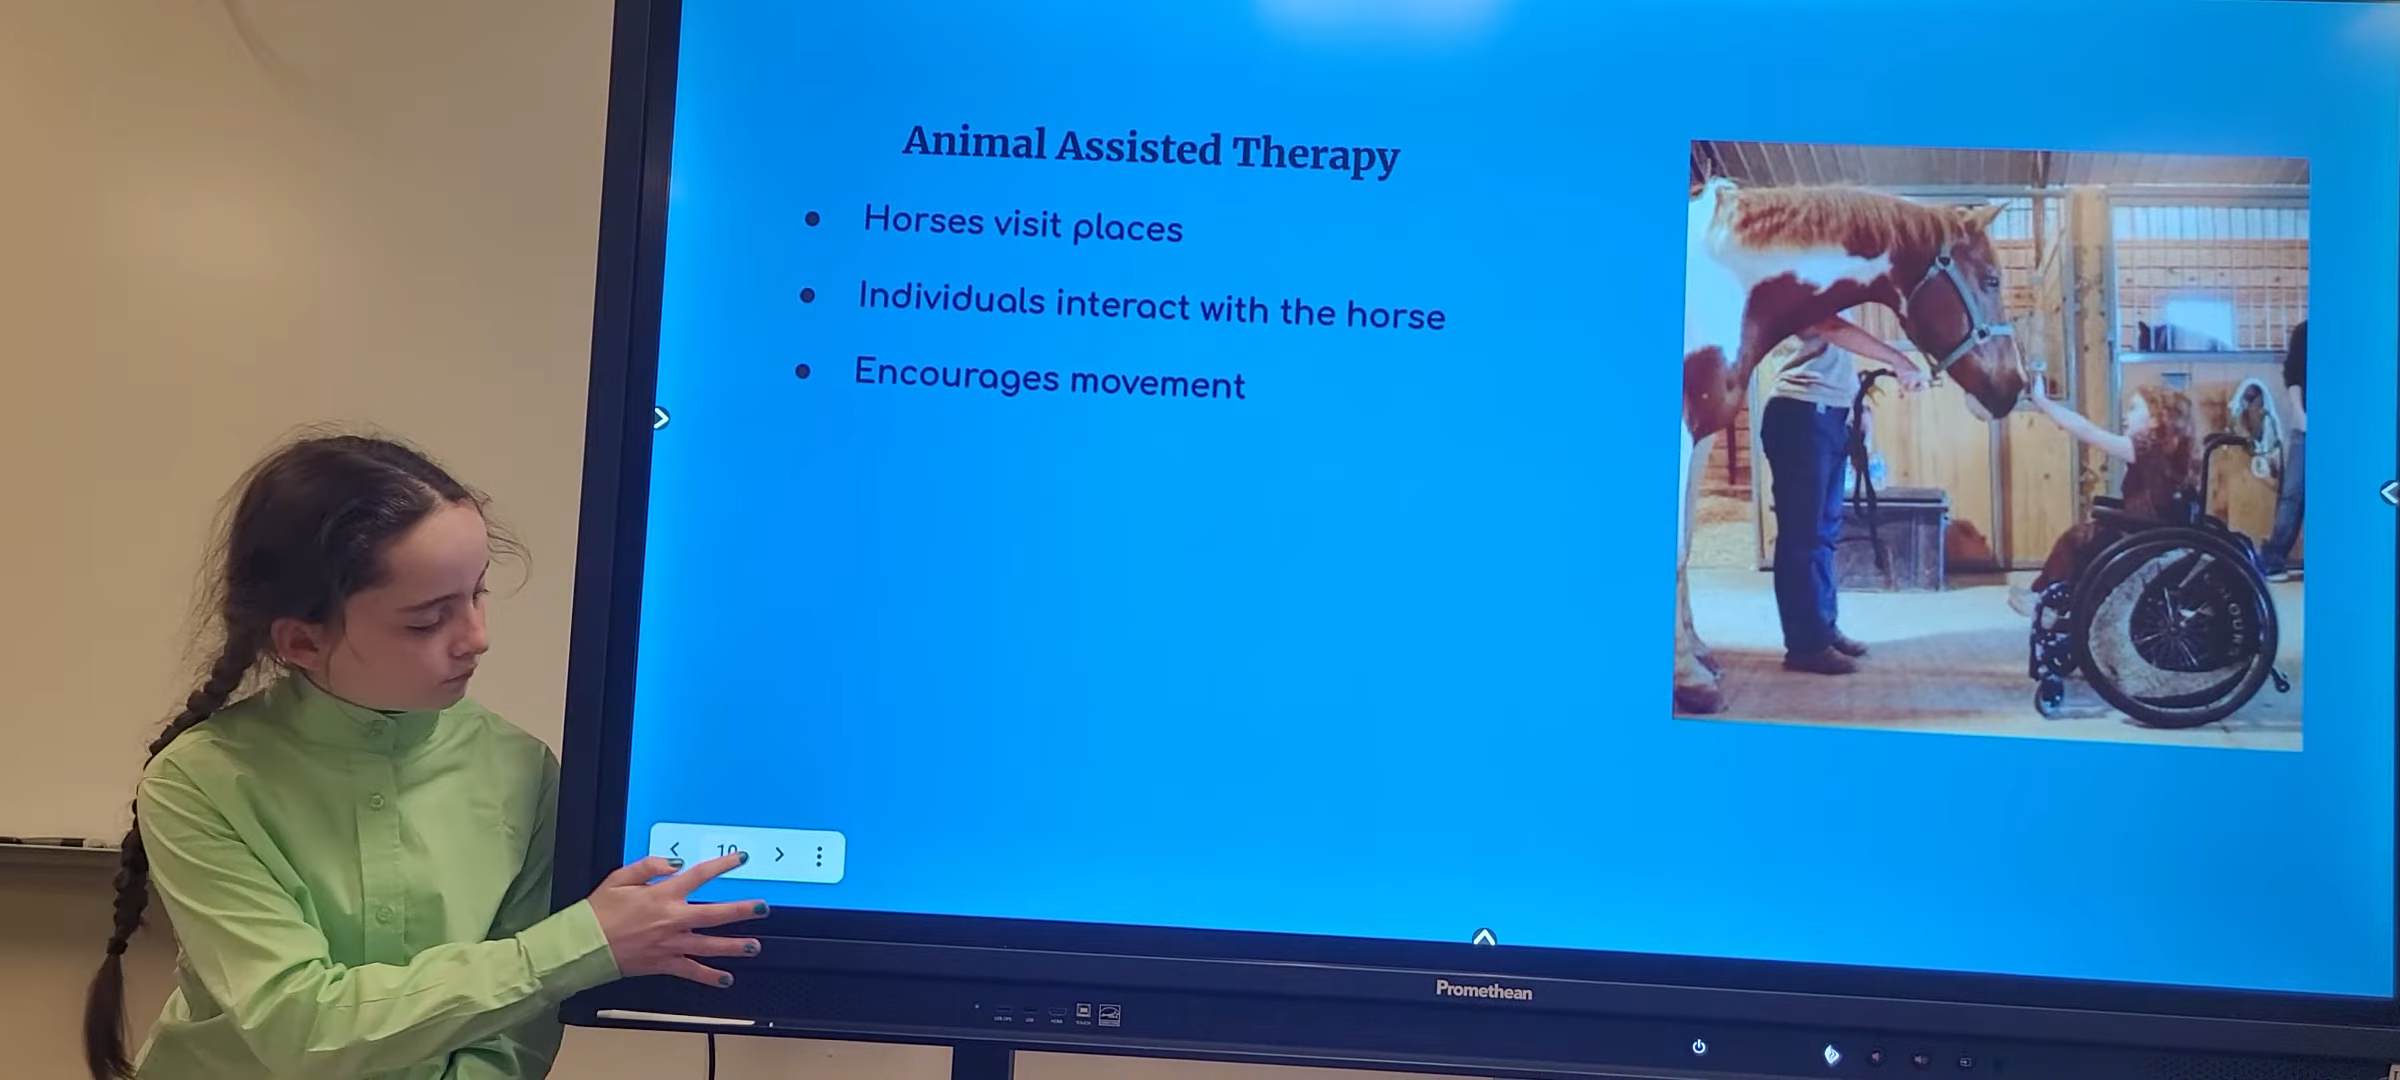 Animal Assisted Therapy
● Horses visit places
● Individuals interact with the horse
● Encourages movement
10
Promethean